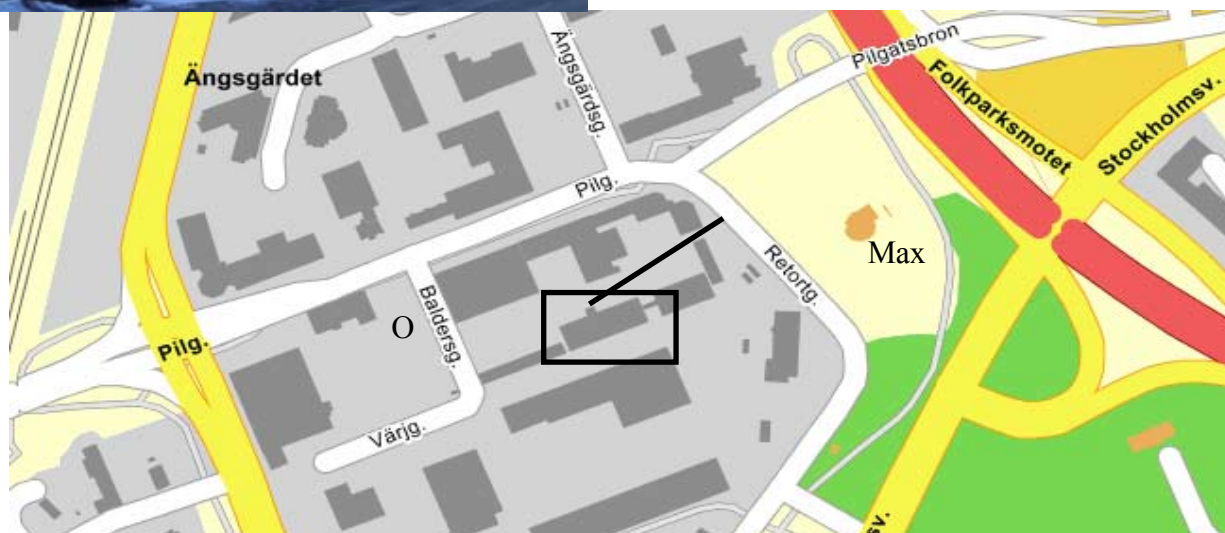 Ängsgärdet
Ängsgärdsg.
Pilgatsbron
Folkparksmotet
Stockholmsv.
Pilg.
Retortg.
Max
Baldersg.
O
Pilg.
Värjg.
sv.